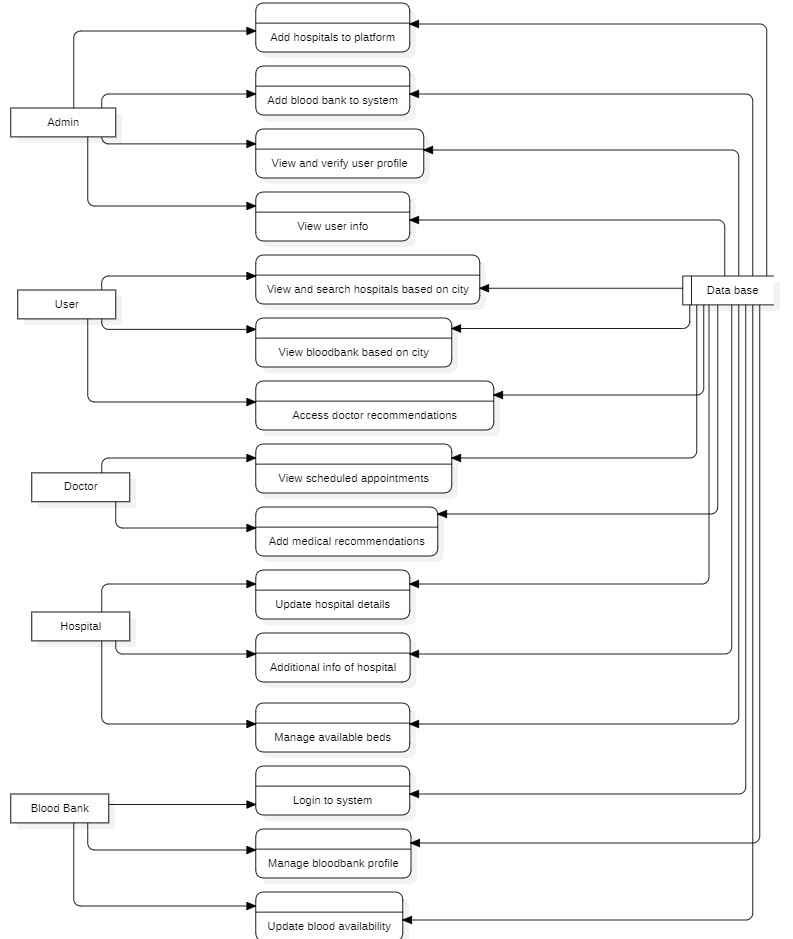 Add hospitals to platform
Add blood bank to system
Admin
View and verify user profile
View user info
View and search hospitals based on city
Data base
User
View bloodbank based on city
Access doctor recommendations
View scheduled appointments
Doctor
Add medical recommendations
Update hospital details
Hospital
Additional info of hospital
Manage available beds
Login to system
Blood Bank
Manage bloodbank profile
Update blood availability